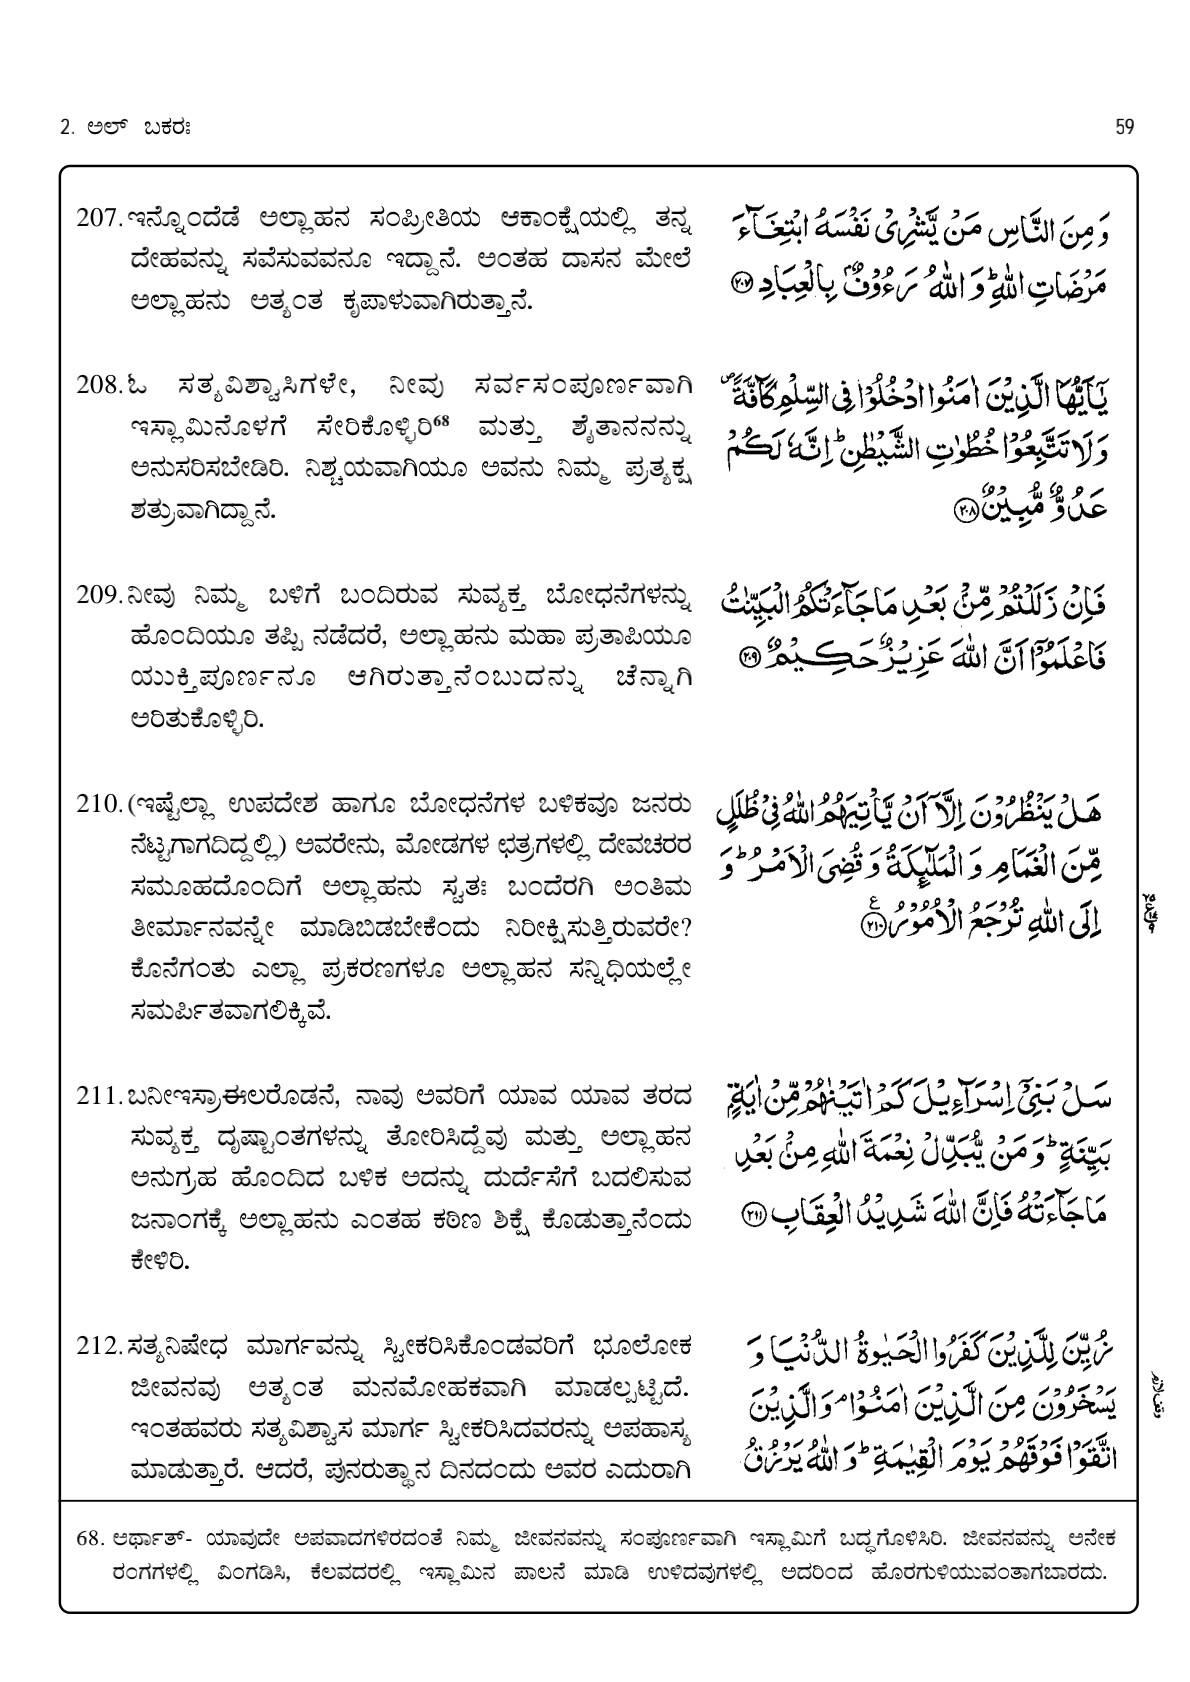 2. ಅಲ್ ಬಕರಃ
59
207. ಇನ್ನೊಂದೆಡೆ ಅಲ್ಲಾಹನ ಸಂಪ್ರೀತಿಯ ಆಕಾಂಕ್ಷೆಯಲ್ಲಿ ತನ್ನ
ದೇಹವನ್ನು ಸವೆಸುವವನೂ ಇದ್ದಾನೆ. ಅಂತಹ ದಾಸನ ಮೇಲೆ
ಅಲ್ಲಾಹನು ಅತ್ಯಂತ ಕೃಪಾಳುವಾಗಿರುತ್ತಾನೆ.
وَمِنَ النَّاسِ مَنْ يَّشْرِىْ نَفْسَهُ ابْتِغَآءَ
مَرْضَاتِ اللّٰهِؕ وَ اللّٰهُ رَءُوْفٌۢ بِالْعِبَادِ ﴿۲۰۷﴾
208. ಓ ಸತ್ಯವಿಶ್ವಾಸಿಗಳೇ, ನೀವು ಸರ್ವಸಂಪೂರ್ಣವಾಗಿ
ಇಸ್ಲಾಮಿನೊಳಗೆ ಸೇರಿಕೊಳ್ಳಿರಿ⁶⁸ ಮತ್ತು ಶೈತಾನನನ್ನು
ಅನುಸರಿಸಬೇಡಿರಿ. ನಿಶ್ಚಯವಾಗಿಯೂ ಅವನು ನಿಮ್ಮ ಪ್ರತ್ಯಕ್ಷ
ಶತ್ರುವಾಗಿದ್ದಾನೆ.
يٰۤاَيُّهَا الَّذِيْنَ اٰمَنُوا ادْخُلُوْا فِى السِّلْمِ كَآفَّةً۪
وَلَا تَتَّبِعُوْا خُطُوٰتِ الشَّيْطٰنِؕ اِنَّهٗ لَكُمْ
عَدُوٌّ مُّبِيْنٌ ﴿۲۰۸﴾
209. ನೀವು ನಿಮ್ಮ ಬಳಿಗೆ ಬಂದಿರುವ ಸುವ್ಯಕ್ತ ಬೋಧನೆಗಳನ್ನು
ಹೊಂದಿಯೂ ತಪ್ಪಿ ನಡೆದರೆ, ಅಲ್ಲಾಹನು ಮಹಾ ಪ್ರತಾಪಿಯೂ
ಯುಕ್ತಿಪೂರ್ಣನೂ ಆಗಿರುತ್ತಾನೆಂಬುದನ್ನು ಚೆನ್ನಾಗಿ
ಅರಿತುಕೊಳ್ಳಿರಿ.
فَاِنْ زَلَلْتُمْ مِّنْۢ بَعْدِ مَا جَآءَتْكُمُ الْبَيِّنٰتُ
فَاعْلَمُوْۤا اَنَّ اللّٰهَ عَزِيْزٌ حَكِيْمٌ ﴿۲۰۹﴾
210. (ಇಷ್ಟೆಲ್ಲಾ ಉಪದೇಶ ಹಾಗೂ ಬೋಧನೆಗಳ ಬಳಿಕವೂ ಜನರು
ನೆಟ್ಟಗಾಗದಿದ್ದಲ್ಲಿ) ಅವರೇನು, ಮೋಡಗಳ ಛತ್ರಗಳಲ್ಲಿ ದೇವಚರರ
ಸಮೂಹದೊಂದಿಗೆ ಅಲ್ಲಾಹನು ಸ್ವತಃ ಬಂದೆರಗಿ ಅಂತಿಮ
ತೀರ್ಮಾನವನ್ನೇ ಮಾಡಿಬಿಡಬೇಕೆಂದು ನಿರೀಕ್ಷಿಸುತ್ತಿರುವರೇ?
ಕೊನೆಗಂತು ಎಲ್ಲಾ ಪ್ರಕರಣಗಳೂ ಅಲ್ಲಾಹನ ಸನ್ನಿಧಿಯಲ್ಲೇ
ಸಮರ್ಪಿತವಾಗಲಿಕ್ಕಿವೆ.
هَلْ يَنْظُرُوْنَ اِلَّاۤ اَنْ يَّاْتِيَهُمُ اللّٰهُ فِىْ ظُلَلٍ
مِّنَ الْغَمَامِ وَ الْمَلٰٓئِكَةُ وَ قُضِىَ الْاَمْرُؕ وَ
اِلَى اللّٰهِ تُرْجَعُ الْاُمُوْرُ ﴿۲۱۰﴾ ع
211. ಬನೀಇಸ್ರಾಈಲರೊಡನೆ, ನಾವು ಅವರಿಗೆ ಯಾವ ಯಾವ ತರದ
ಸುವ್ಯಕ್ತ ದೃಷ್ಟಾಂತಗಳನ್ನು ತೋರಿಸಿದ್ದೆವು ಮತ್ತು ಅಲ್ಲಾಹನ
ಅನುಗ್ರಹ ಹೊಂದಿದ ಬಳಿಕ ಅದನ್ನು ದುರ್ದೆಸೆಗೆ ಬದಲಿಸುವ
ಜನಾಂಗಕ್ಕೆ ಅಲ್ಲಾಹನು ಎಂತಹ ಕಠಿಣ ಶಿಕ್ಷೆ ಕೊಡುತ್ತಾನೆಂದು
ಕೇಳಿರಿ.
سَلْ بَنِىْۤ اِسْرَآءِيْلَ كَمْ اٰتَيْنٰهُمْ مِّنْ اٰيَةٍۭ
بَيِّنَةٍؕ وَ مَنْ يُّبَدِّلْ نِعْمَةَ اللّٰهِ مِنْۢ بَعْدِ
مَا جَآءَتْهُ فَاِنَّ اللّٰهَ شَدِيْدُ الْعِقَابِ ﴿۲۱۱﴾
212. ಸತ್ಯನಿಷೇಧ ಮಾರ್ಗವನ್ನು ಸ್ವೀಕರಿಸಿಕೊಂಡವರಿಗೆ ಭೂಲೋಕ
ಜೀವನವು ಅತ್ಯಂತ ಮನಮೋಹಕವಾಗಿ ಮಾಡಲ್ಪಟ್ಟಿದೆ.
ಇಂತಹವರು ಸತ್ಯವಿಶ್ವಾಸ ಮಾರ್ಗ ಸ್ವೀಕರಿಸಿದವರನ್ನು ಅಪಹಾಸ್ಯ
ಮಾಡುತ್ತಾರೆ. ಆದರೆ, ಪುನರುತ್ಥಾನ ದಿನದಂದು ಅವರ ಎದುರಾಗಿ
زُيِّنَ لِلَّذِيْنَ كَفَرُوا الْحَيٰوةُ الدُّنْيَا وَ
يَسْخَرُوْنَ مِنَ الَّذِيْنَ اٰمَنُوْاۘ وَ الَّذِيْنَ
اتَّقَوْا فَوْقَهُمْ يَوْمَ الْقِيٰمَةِؕ وَ اللّٰهُ يَرْزُقُ
وقف لازم
68. ಅರ್ಥಾತ್- ಯಾವುದೇ ಅಪವಾದಗಳಿರದಂತೆ ನಿಮ್ಮ ಜೀವನವನ್ನು ಸಂಪೂರ್ಣವಾಗಿ ಇಸ್ಲಾಮಿಗೆ ಬದ್ಧಗೊಳಿಸಿರಿ. ಜೀವನವನ್ನು ಅನೇಕ
ರಂಗಗಳಲ್ಲಿ ವಿಂಗಡಿಸಿ, ಕೆಲವದರಲ್ಲಿ ಇಸ್ಲಾಮಿನ ಪಾಲನೆ ಮಾಡಿ ಉಳಿದವುಗಳಲ್ಲಿ ಅದರಿಂದ ಹೊರಗುಳಿಯುವಂತಾಗಬಾರದು.